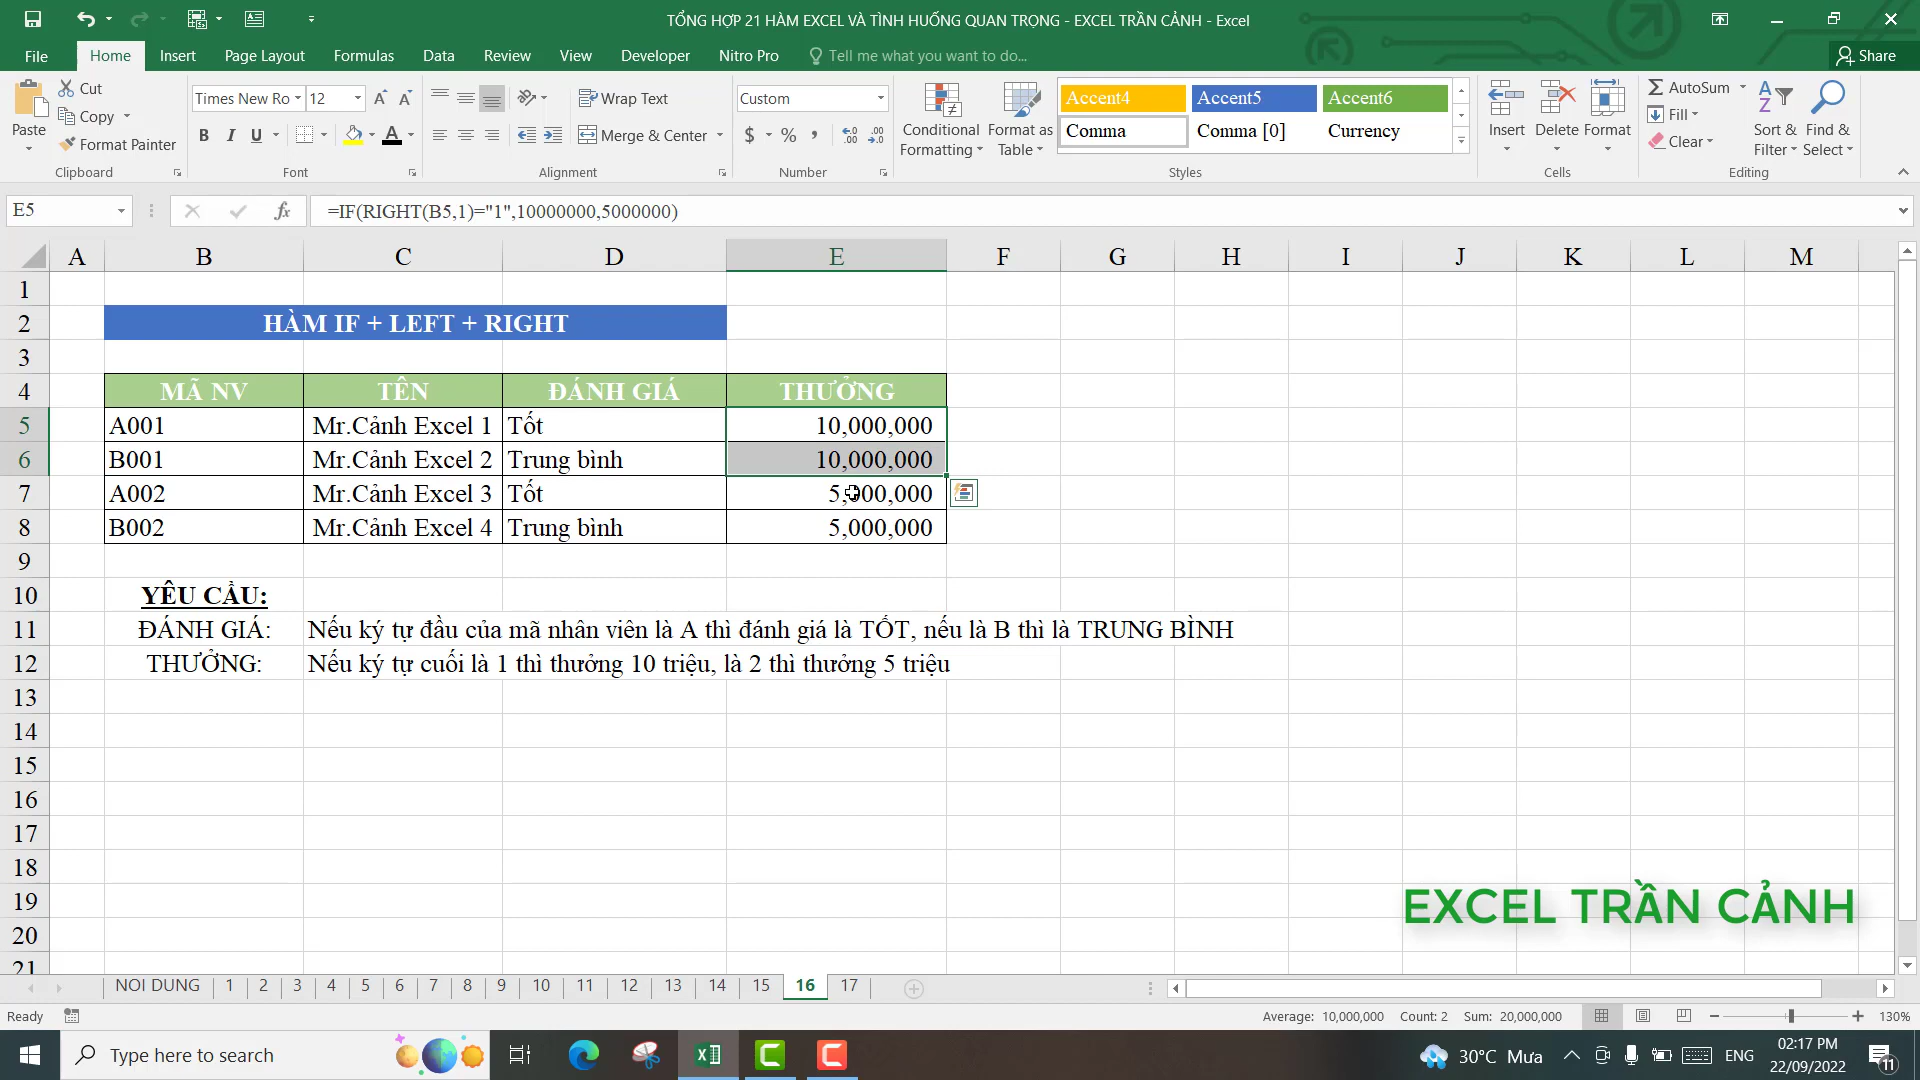 TỔNG HỢP 21 HÀM EXCEL VÀ TÌNH HUỐNG QUAN TRỌNG - EXCEL TRẦN CẢNH - Excel
File Home Insert Page Layout Formulas Data Review View Developer Nitro Pro Tell me what you want to do... Share
Paste
Cut
Copy
Format Painter
Clipboard
Times New Ro 12
B I U A
Font
Wrap Text
Merge & Center
Alignment
Custom
$ % ,
Number
Conditional Formatting
Format as Table
Accent4 Accent5 Accent6
Comma Comma [0] Currency
Styles
Insert Delete Format
Cells
AutoSum
Fill
Clear
Sort & Filter
Find & Select
Editing
E5 fx =IF(RIGHT(B5,1)="1",10000000,5000000)
A B C D E F G H I J K L M
1
2 HÀM IF + LEFT + RIGHT
3
4 MÃ NV TÊN ĐÁNH GIÁ THƯỞNG
5 A001 Mr.Cảnh Excel 1 Tốt 10,000,000
6 B001 Mr.Cảnh Excel 2 Trung bình 10,000,000
7 A002 Mr.Cảnh Excel 3 Tốt 5,000,000
8 B002 Mr.Cảnh Excel 4 Trung bình 5,000,000
9
10 YÊU CẦU:
11 ĐÁNH GIÁ: Nếu ký tự đầu của mã nhân viên là A thì đánh giá là TỐT, nếu là B thì là TRUNG BÌNH
12 THƯỞNG: Nếu ký tự cuối là 1 thì thưởng 10 triệu, là 2 thì thưởng 5 triệu
13
14
15
16
17
18
19
20
21
EXCEL TRẦN CẢNH
NOI DUNG 1 2 3 4 5 6 7 8 9 10 11 12 13 14 15 16 17
Ready Average: 10,000,000 Count: 2 Sum: 20,000,000 130%
Type here to search 30°C Mưa ENG 02:17 PM
22/09/2022
11